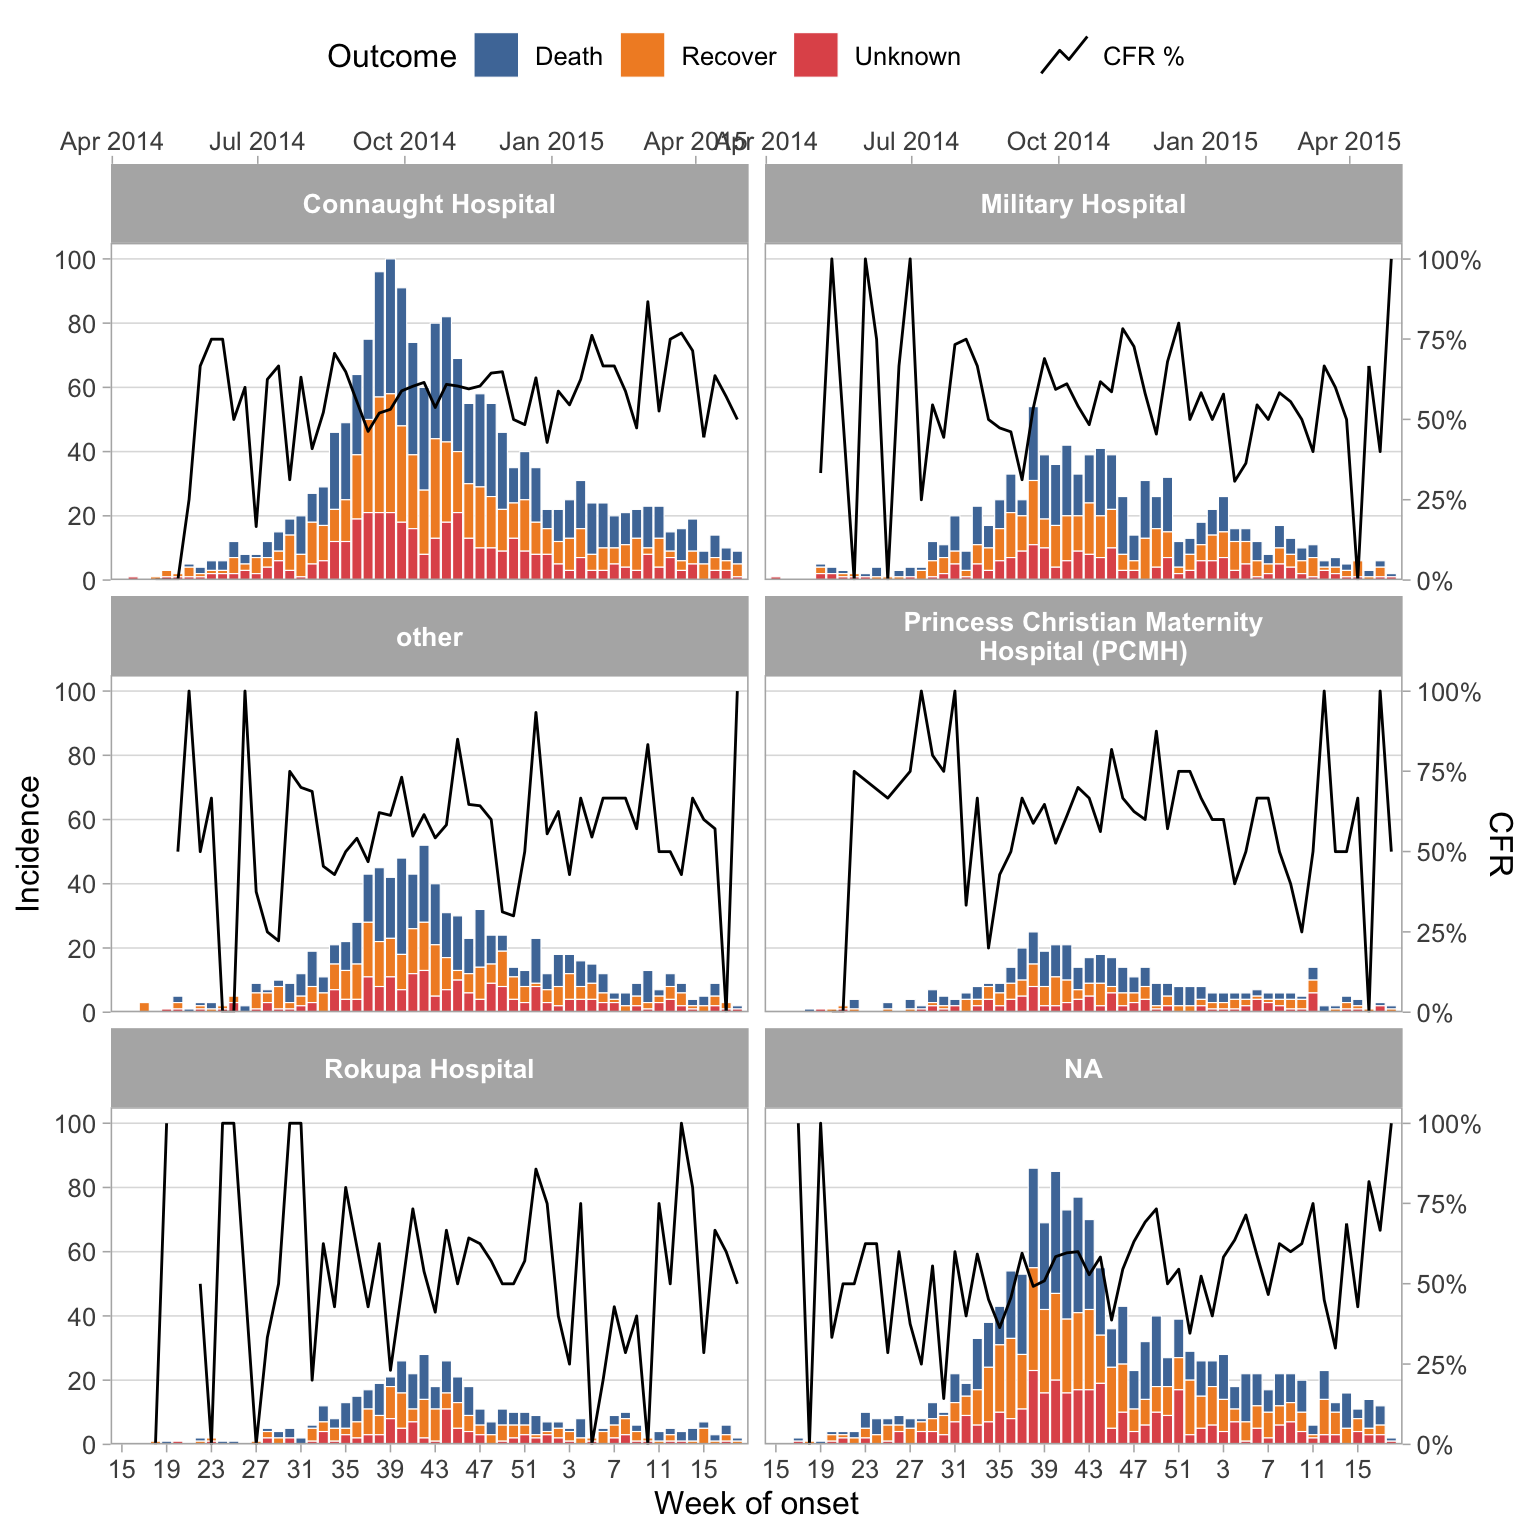 Outcome Death Recover Unknown CFR %
Apr 2014 Jul 2014 Oct 2014 Jan 2015 Apr 2015 Apr 2014 Jul 2014 Oct 2014 Jan 2015 Apr 2015
Connaught Hospital Military Hospital
100 100%
80 75%
60 50%
40 25%
20
0 0%
other Princess Christian Maternity
Hospital (PCMH)
100 100%
80 75%
60 50%
40 25%
20
0 0%
Incidence
CFR
Rokupa Hospital NA
100 100%
80 75%
60 50%
40 25%
20
0 0%
15 19 23 27 31 35 39 43 47 51 3 7 11 15 15 19 23 27 31 35 39 43 47 51 3 7 11 15
Week of onset